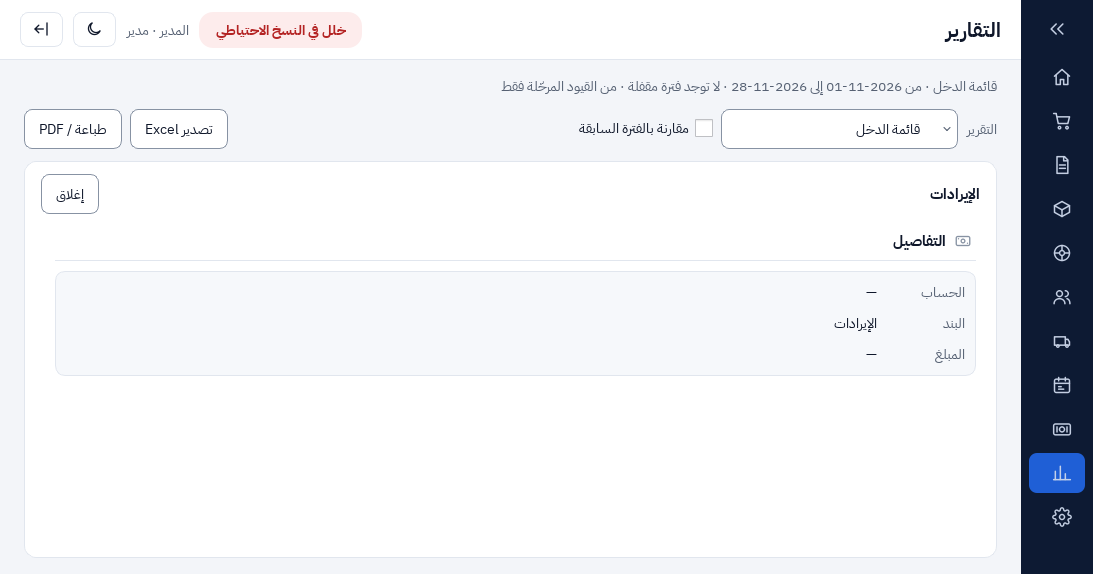 التقارير
خلل في النسخ الاحتياطي
المدير · مدير
قائمة الدخل · من 2026-11-01 إلى 2026-11-28 · لا توجد فترة مقفلة · من القيود المرحّلة فقط
التقرير
قائمة الدخل
مقارنة بالفترة السابقة
تصدير Excel
طباعة / PDF
الإيرادات
إغلاق
التفاصيل
الحساب —
البند الإيرادات
المبلغ —